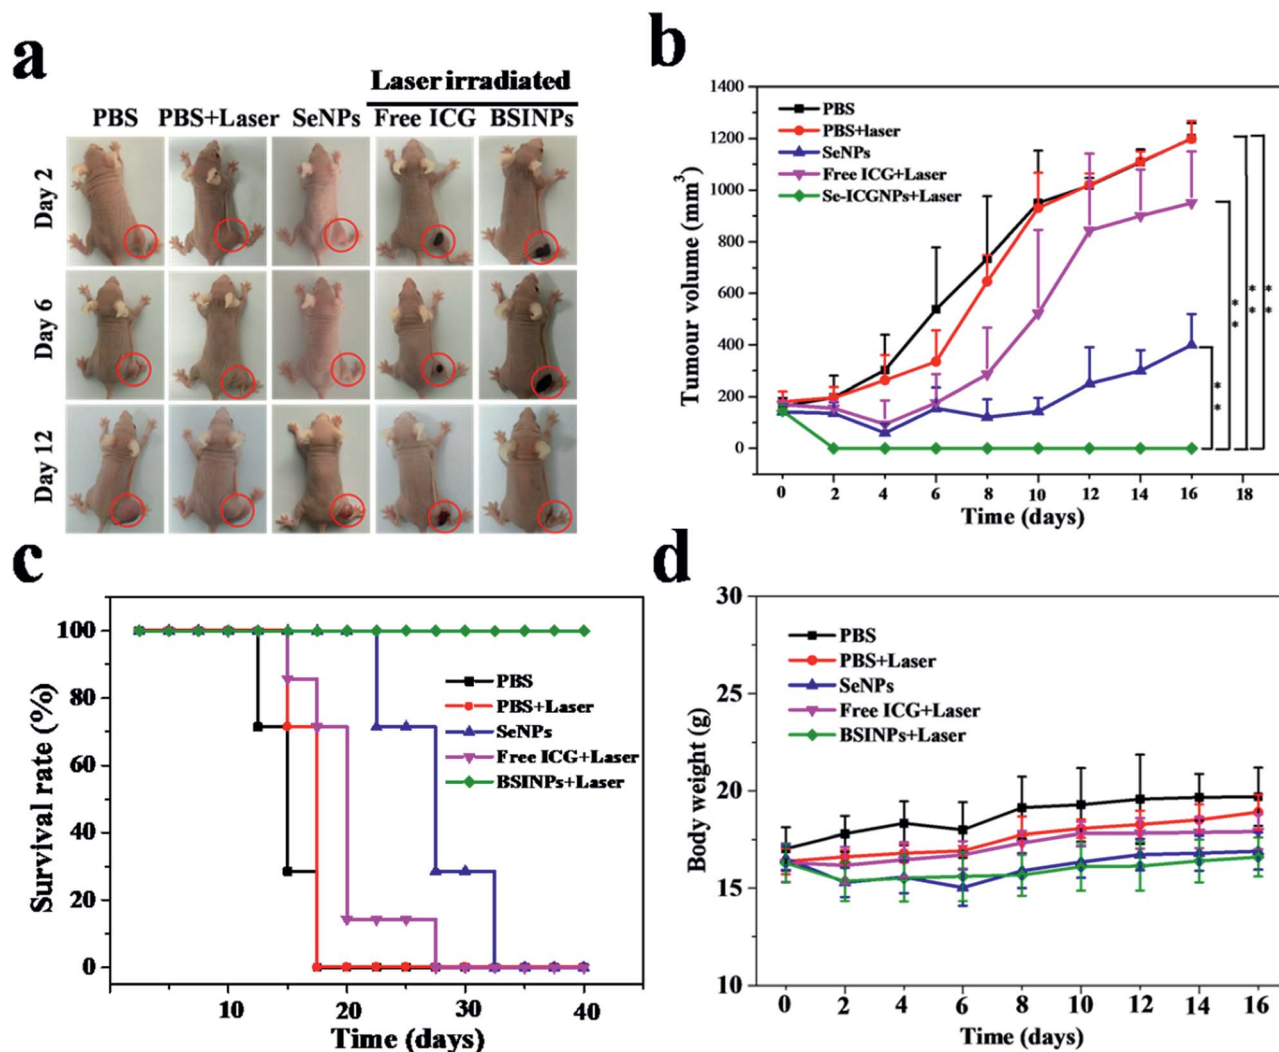 a
Laser irradiated
PBS PBS+Laser SeNPs Free ICG BSINPs
Day 2
Day 6
Day 12
b
PBS
PBS+laser
SeNPs
Free ICG+Laser
Se-ICGNPs+Laser
Tumour volume (mm³)
1400
1200
1000
800
600
400
200
0
** ** ** **
0 2 4 6 8 10 12 14 16 18
Time (days)
c
PBS
PBS+Laser
SeNPs
Free ICG+Laser
BSINPs+Laser
Survival rate (%)
100
80
60
40
20
0
10 20 30 40
Time (days)
d
PBS
PBS+Laser
SeNPs
Free ICG+Laser
BSINPs+Laser
Body weight (g)
30
25
20
15
10
0 2 4 6 8 10 12 14 16
Time (days)